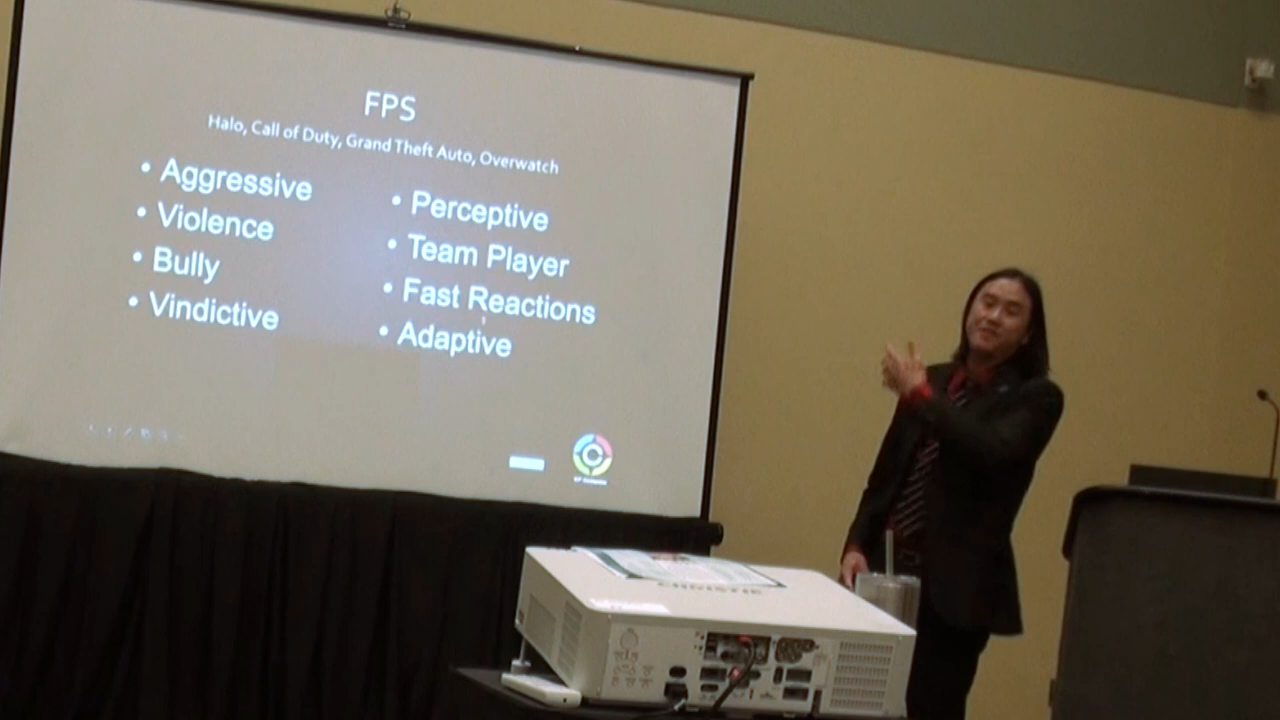 FPS
Halo, Call of Duty, Grand Theft Auto, Overwatch
• Aggressive
• Violence
• Bully
• Vindictive
• Perceptive
• Team Player
• Fast Reactions
• Adaptive
CHRISTIE